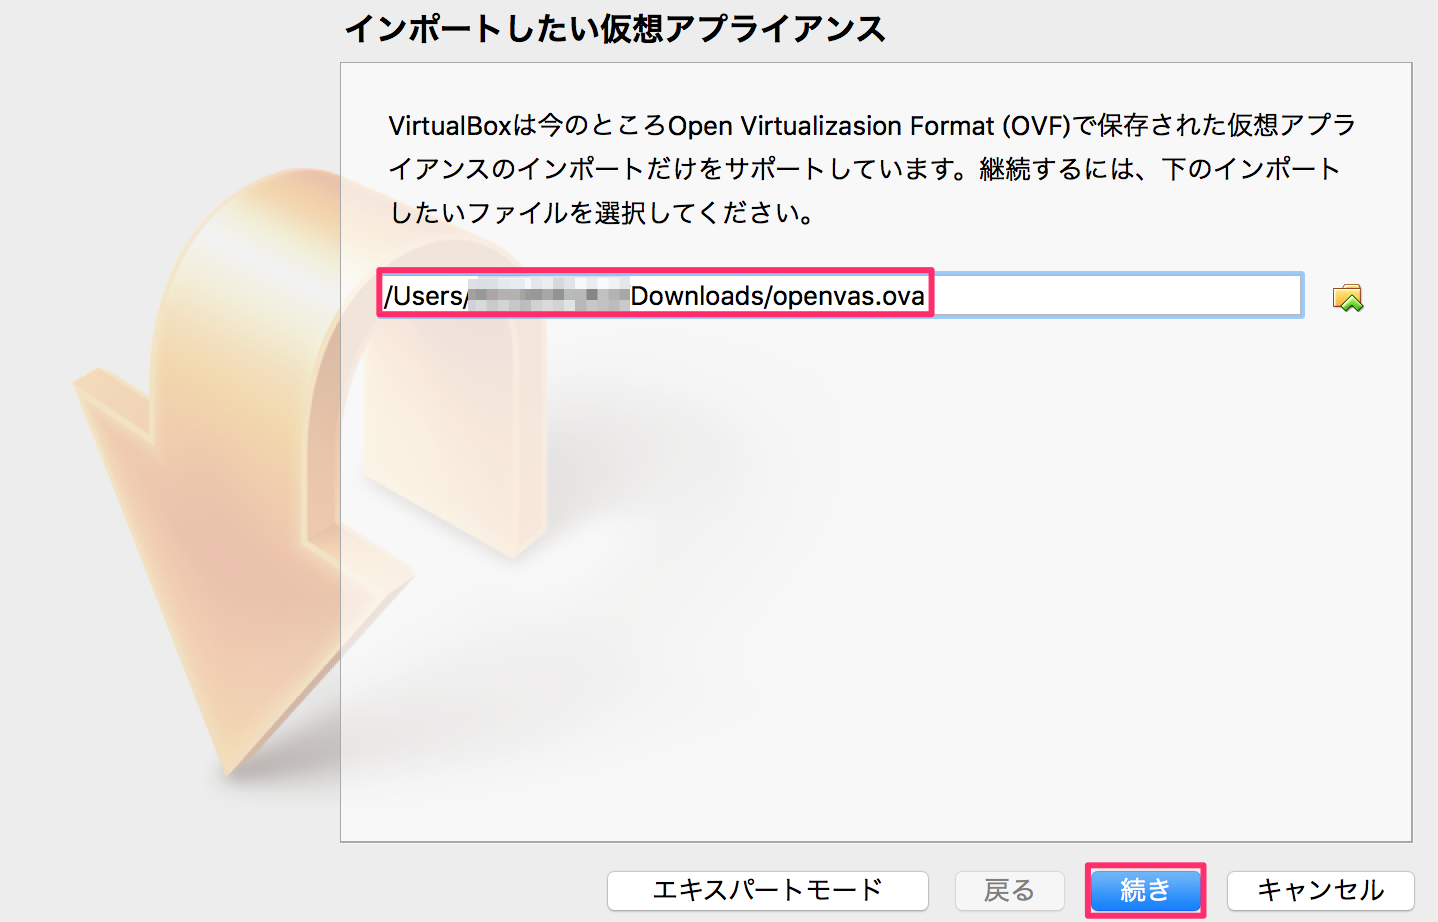 インポートしたい仮想アプライアンス
VirtualBoxは今のところOpen Virtualizasion Format (OVF)で保存された仮想アプラ
イアンスのインポートだけをサポートしています。継続するには、下のインポート
したいファイルを選択してください。
/Users/ Downloads/openvas.ova
エキスパートモード 戻る 続き キャンセル